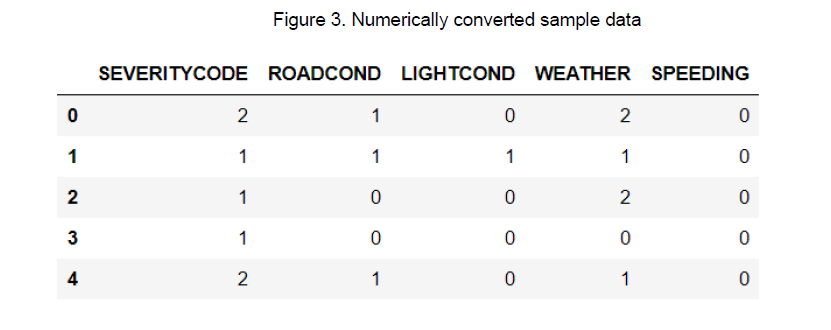 Figure 3. Numerically converted sample data
SEVERITYCODE ROADCOND LIGHTCOND WEATHER SPEEDING
0 2 1 0 2 0
1 1 1 1 1 0
2 1 0 0 2 0
3 1 0 0 0 0
4 2 1 0 1 0